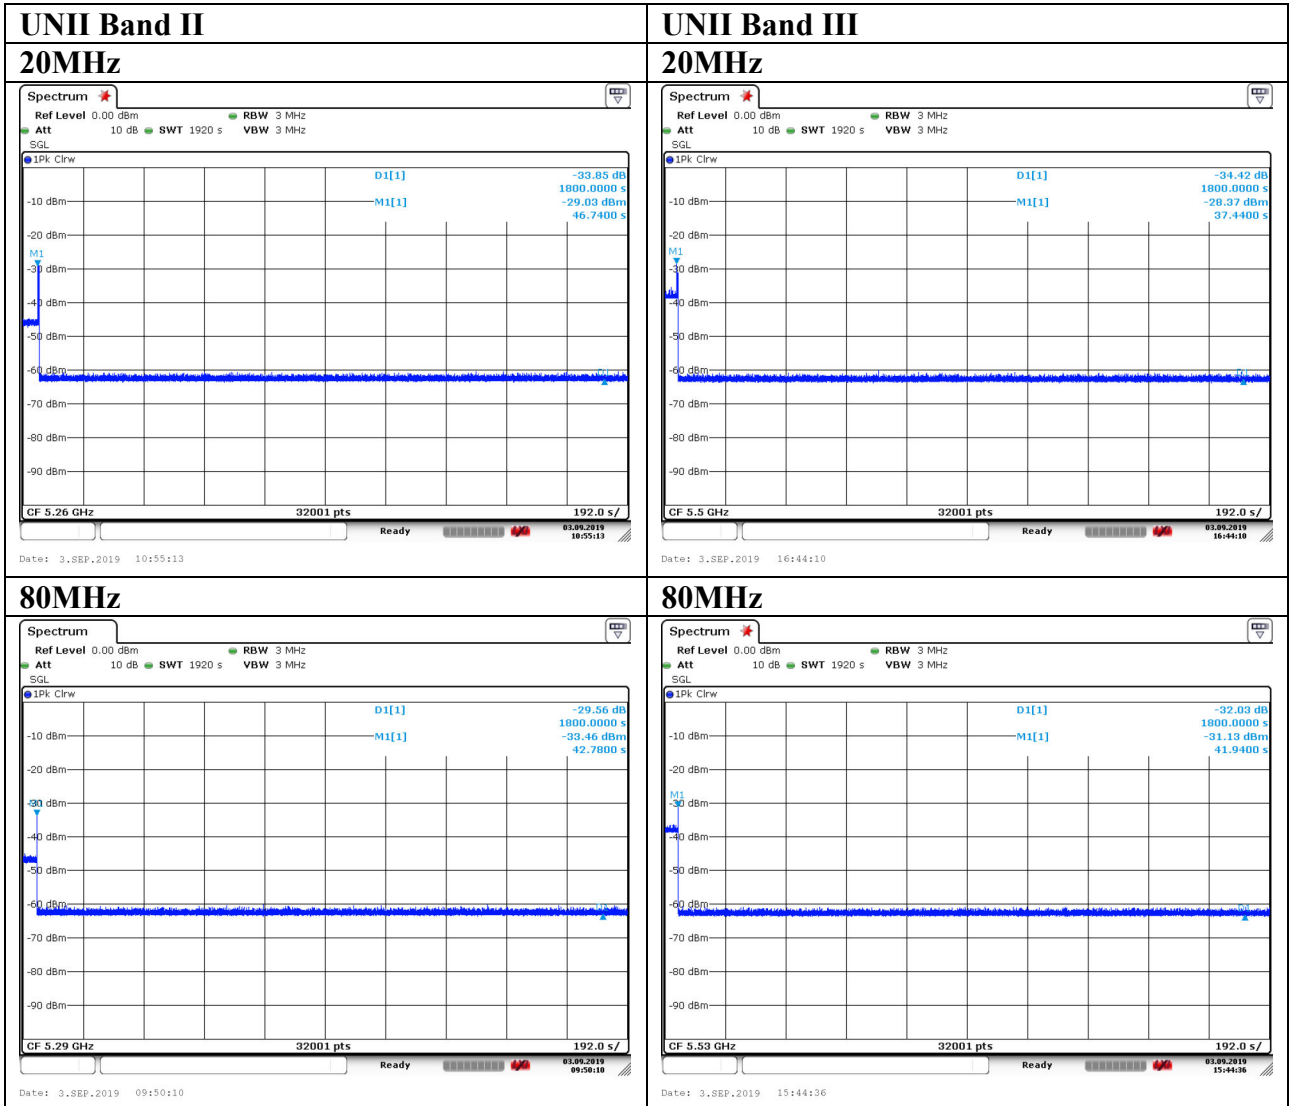 UNII Band II
UNII Band III
20MHz
20MHz
Spectrum
Ref Level 0.00 dBm RBW 3 MHz
Att 10 dB SWT 1920 s VBW 3 MHz
SGL
1Pk Clrw
D1[1] -33.85 dB
1800.0000 s
M1[1] -29.03 dBm
46.7400 s
-10 dBm
-20 dBm
M1
-30 dBm
-40 dBm
-50 dBm
-60 dBm
D1
-70 dBm
-80 dBm
-90 dBm
CF 5.26 GHz 32001 pts 192.0 s/
Ready 03.09.2019
10:55:13
Date: 3.SEP.2019 10:55:13
Spectrum
Ref Level 0.00 dBm RBW 3 MHz
Att 10 dB SWT 1920 s VBW 3 MHz
SGL
1Pk Clrw
D1[1] -34.42 dB
1800.0000 s
M1[1] -28.37 dBm
37.4400 s
-10 dBm
-20 dBm
M1
-30 dBm
-40 dBm
-50 dBm
-60 dBm
D1
-70 dBm
-80 dBm
-90 dBm
CF 5.5 GHz 32001 pts 192.0 s/
Ready 03.09.2019
16:44:10
Date: 3.SEP.2019 16:44:10
80MHz
80MHz
Spectrum
Ref Level 0.00 dBm RBW 3 MHz
Att 10 dB SWT 1920 s VBW 3 MHz
SGL
1Pk Clrw
D1[1] -29.56 dB
1800.0000 s
M1[1] -33.46 dBm
42.7800 s
-10 dBm
-20 dBm
M1
-30 dBm
-40 dBm
-50 dBm
-60 dBm
D1
-70 dBm
-80 dBm
-90 dBm
CF 5.29 GHz 32001 pts 192.0 s/
Ready 03.09.2019
09:50:10
Date: 3.SEP.2019 09:50:10
Spectrum
Ref Level 0.00 dBm RBW 3 MHz
Att 10 dB SWT 1920 s VBW 3 MHz
SGL
1Pk Clrw
D1[1] -32.03 dB
1800.0000 s
M1[1] -31.13 dBm
41.9400 s
-10 dBm
-20 dBm
M1
-30 dBm
-40 dBm
-50 dBm
-60 dBm
D1
-70 dBm
-80 dBm
-90 dBm
CF 5.53 GHz 32001 pts 192.0 s/
Ready 03.09.2019
15:44:36
Date: 3.SEP.2019 15:44:36